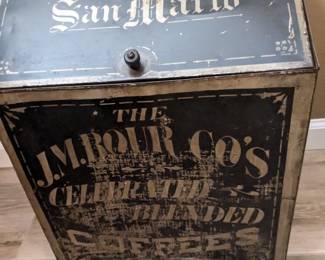 San Marto
THE
J.M.BOUR CO'S
CELEBRATED
BLENDED
COFFEES